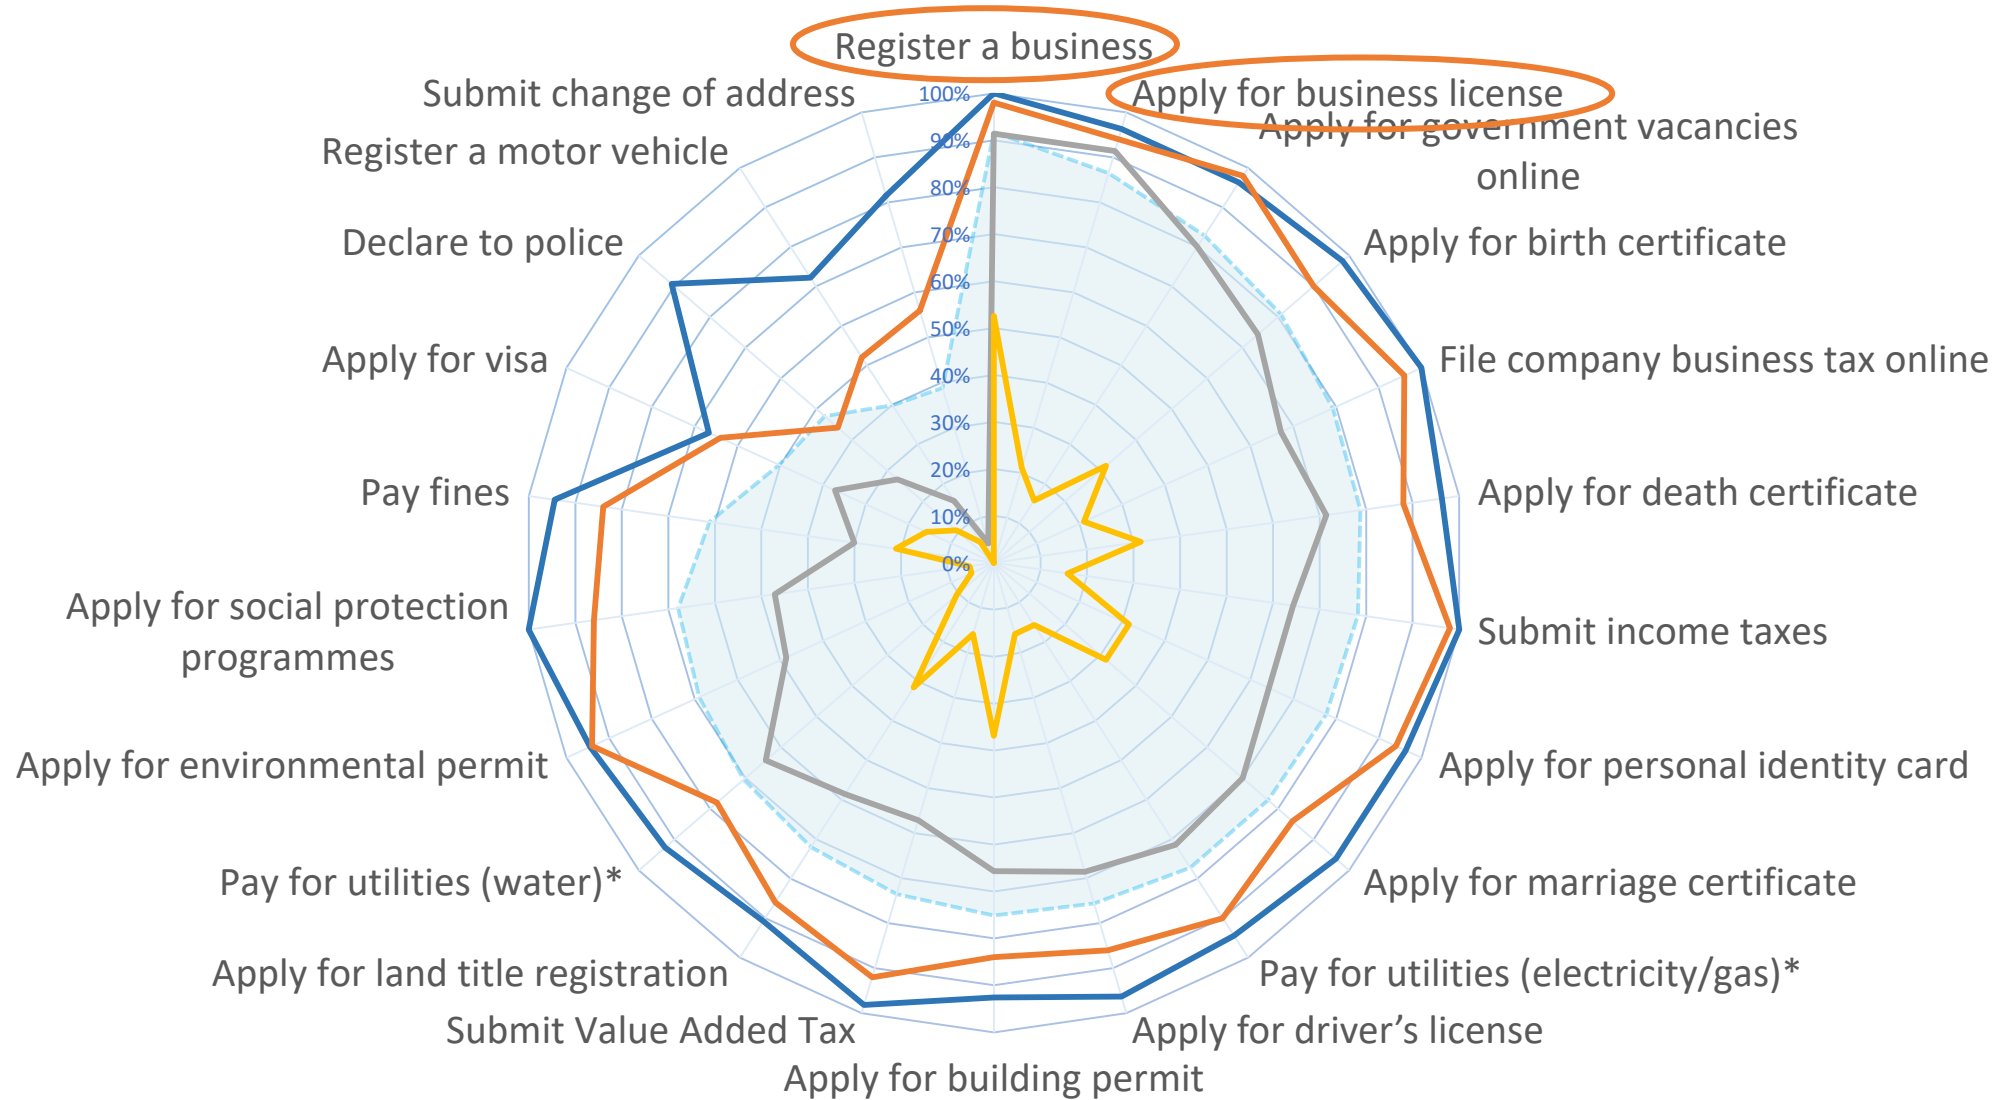 Register a business
Apply for business license
Apply for government vacancies
online
Apply for birth certificate
File company business tax online
Apply for death certificate
Submit income taxes
Apply for personal identity card
Apply for marriage certificate
Pay for utilities (electricity/gas)*
Apply for driver’s license
Apply for building permit
Submit Value Added Tax
Apply for land title registration
Pay for utilities (water)*
Apply for environmental permit
Apply for social protection
programmes
Pay fines
Apply for visa
Declare to police
Register a motor vehicle
Submit change of address
100%
90%
80%
70%
60%
50%
40%
30%
20%
10%
0%